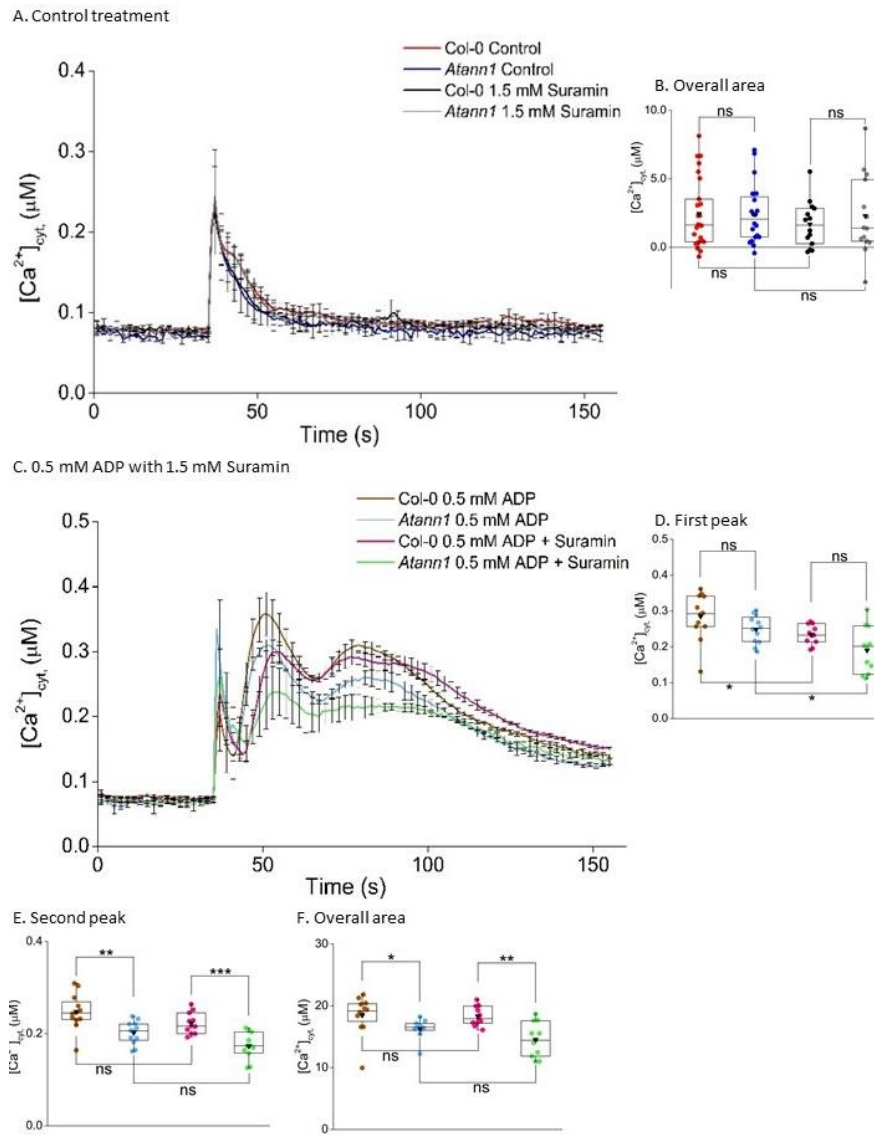 A. Control treatment
Col-0 Control
Atann1 Control
Col-0 1.5 mM Suramin
Atann1 1.5 mM Suramin
0.4
0.3
0.2
0.1
0.0
[Ca²⁺]cyt, (μM)
0 50 100 150
Time (s)
B. Overall area
10.0
5.0
0.0
[Ca²⁺]cyt, (μM)
ns ns
ns
ns
C. 0.5 mM ADP with 1.5 mM Suramin
Col-0 0.5 mM ADP
Atann1 0.5 mM ADP
Col-0 0.5 mM ADP + Suramin
Atann1 0.5 mM ADP + Suramin
0.5
0.4
0.3
0.2
0.1
0.0
[Ca²⁺]cyt, (μM)
0 50 100 150
Time (s)
D. First peak
0.5
0.4
0.3
0.2
0.1
0.0
[Ca²⁺]cyt, (μM)
ns ns
* *
E. Second peak
0.4
0.2
0.0
cyt, (μM)
** ***
ns
ns
F. Overall area
30
20
10
0
[Ca²⁺]cyt, (μM)
* **
ns
ns